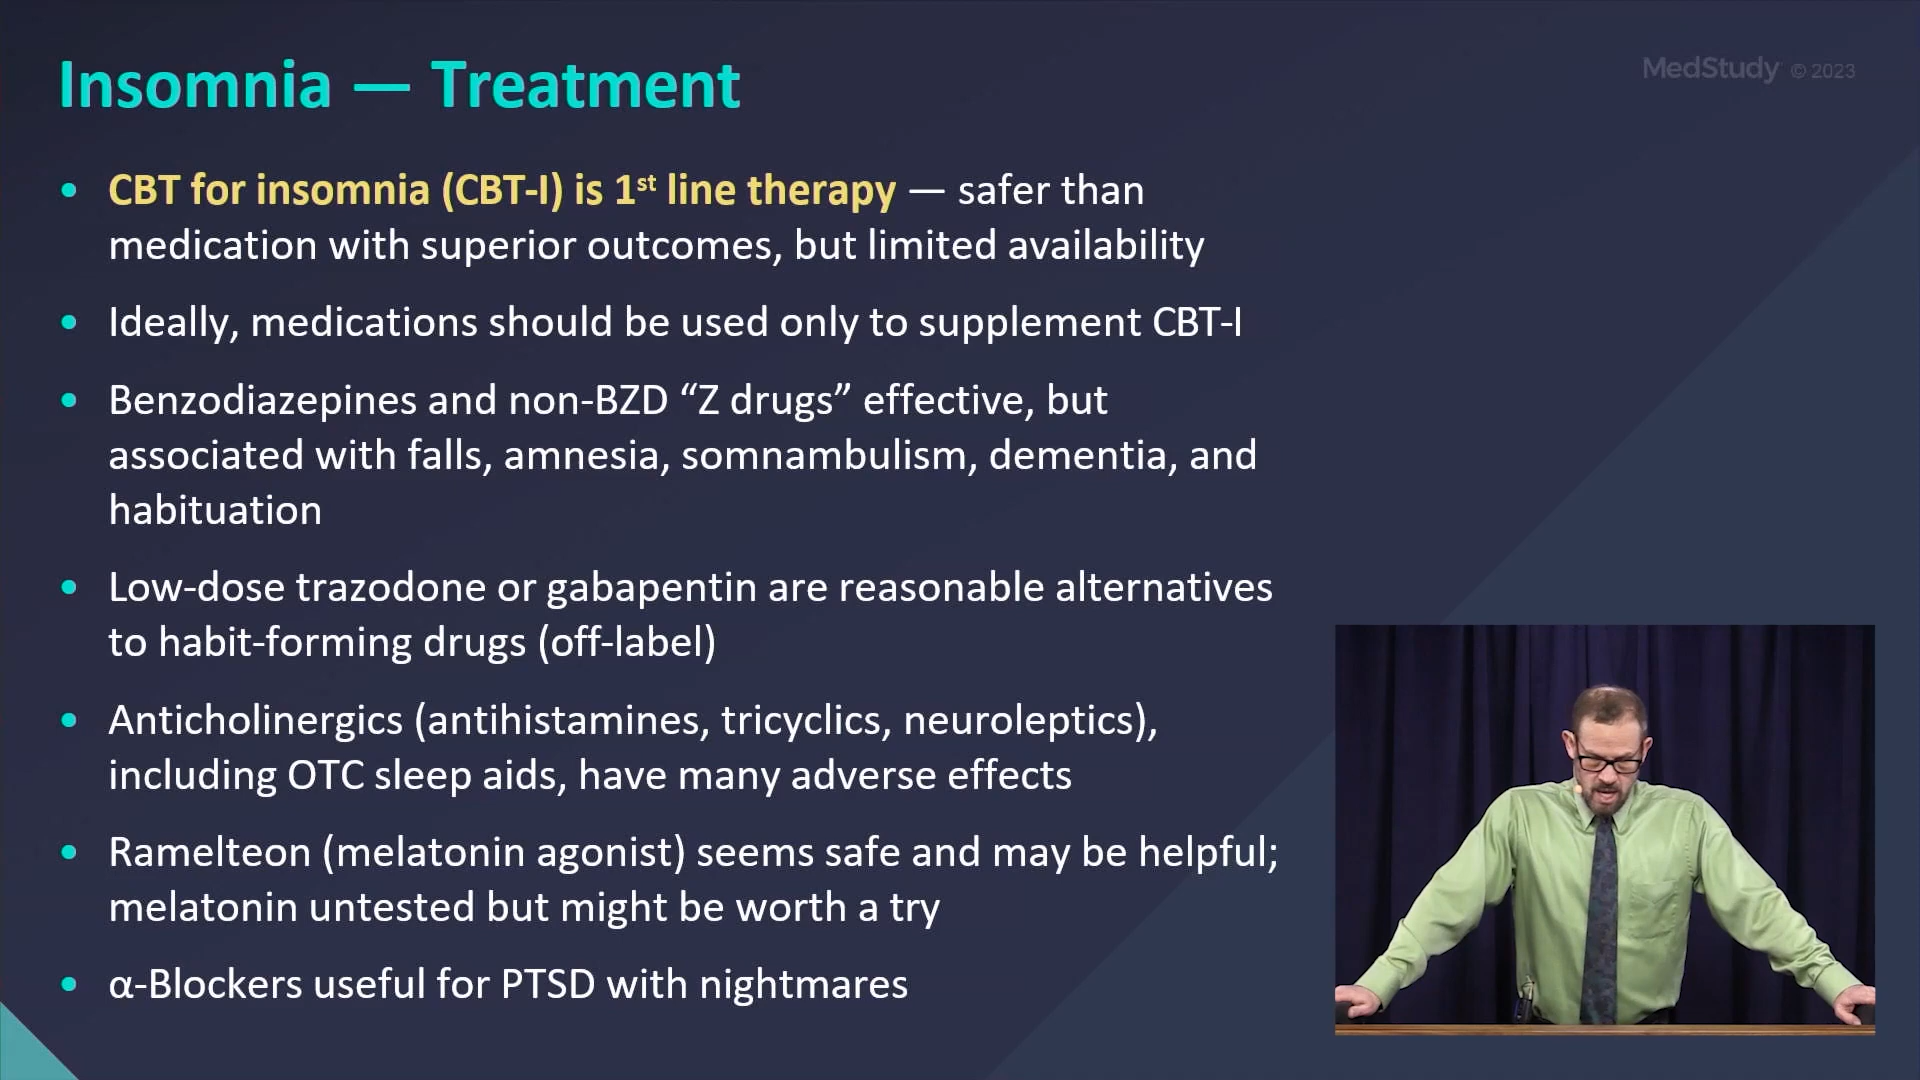 Insomnia — Treatment
MedStudy © 2023
• CBT for insomnia (CBT-I) is 1st line therapy — safer than
medication with superior outcomes, but limited availability
• Ideally, medications should be used only to supplement CBT-I
• Benzodiazepines and non-BZD “Z drugs” effective, but
associated with falls, amnesia, somnambulism, dementia, and
habituation
• Low-dose trazodone or gabapentin are reasonable alternatives
to habit-forming drugs (off-label)
• Anticholinergics (antihistamines, tricyclics, neuroleptics),
including OTC sleep aids, have many adverse effects
• Ramelteon (melatonin agonist) seems safe and may be helpful;
melatonin untested but might be worth a try
• α-Blockers useful for PTSD with nightmares